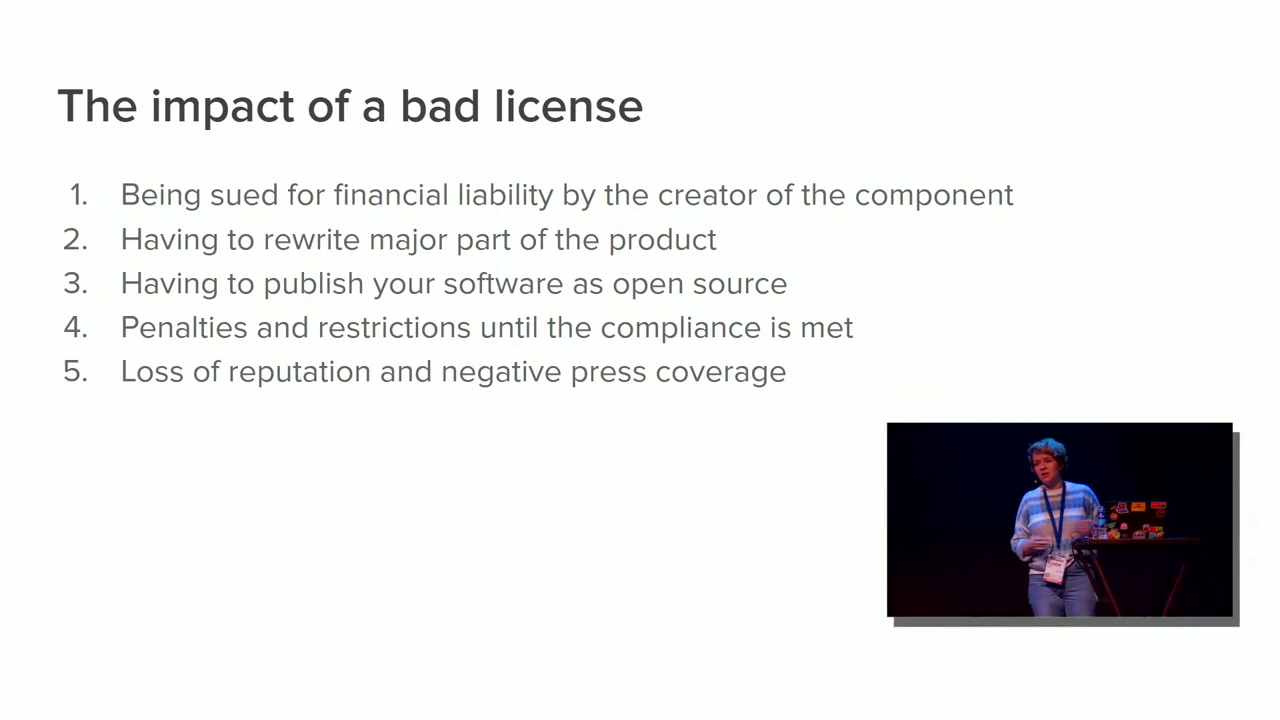 The impact of a bad license
1. Being sued for financial liability by the creator of the component
2. Having to rewrite major part of the product
3. Having to publish your software as open source
4. Penalties and restrictions until the compliance is met
5. Loss of reputation and negative press coverage